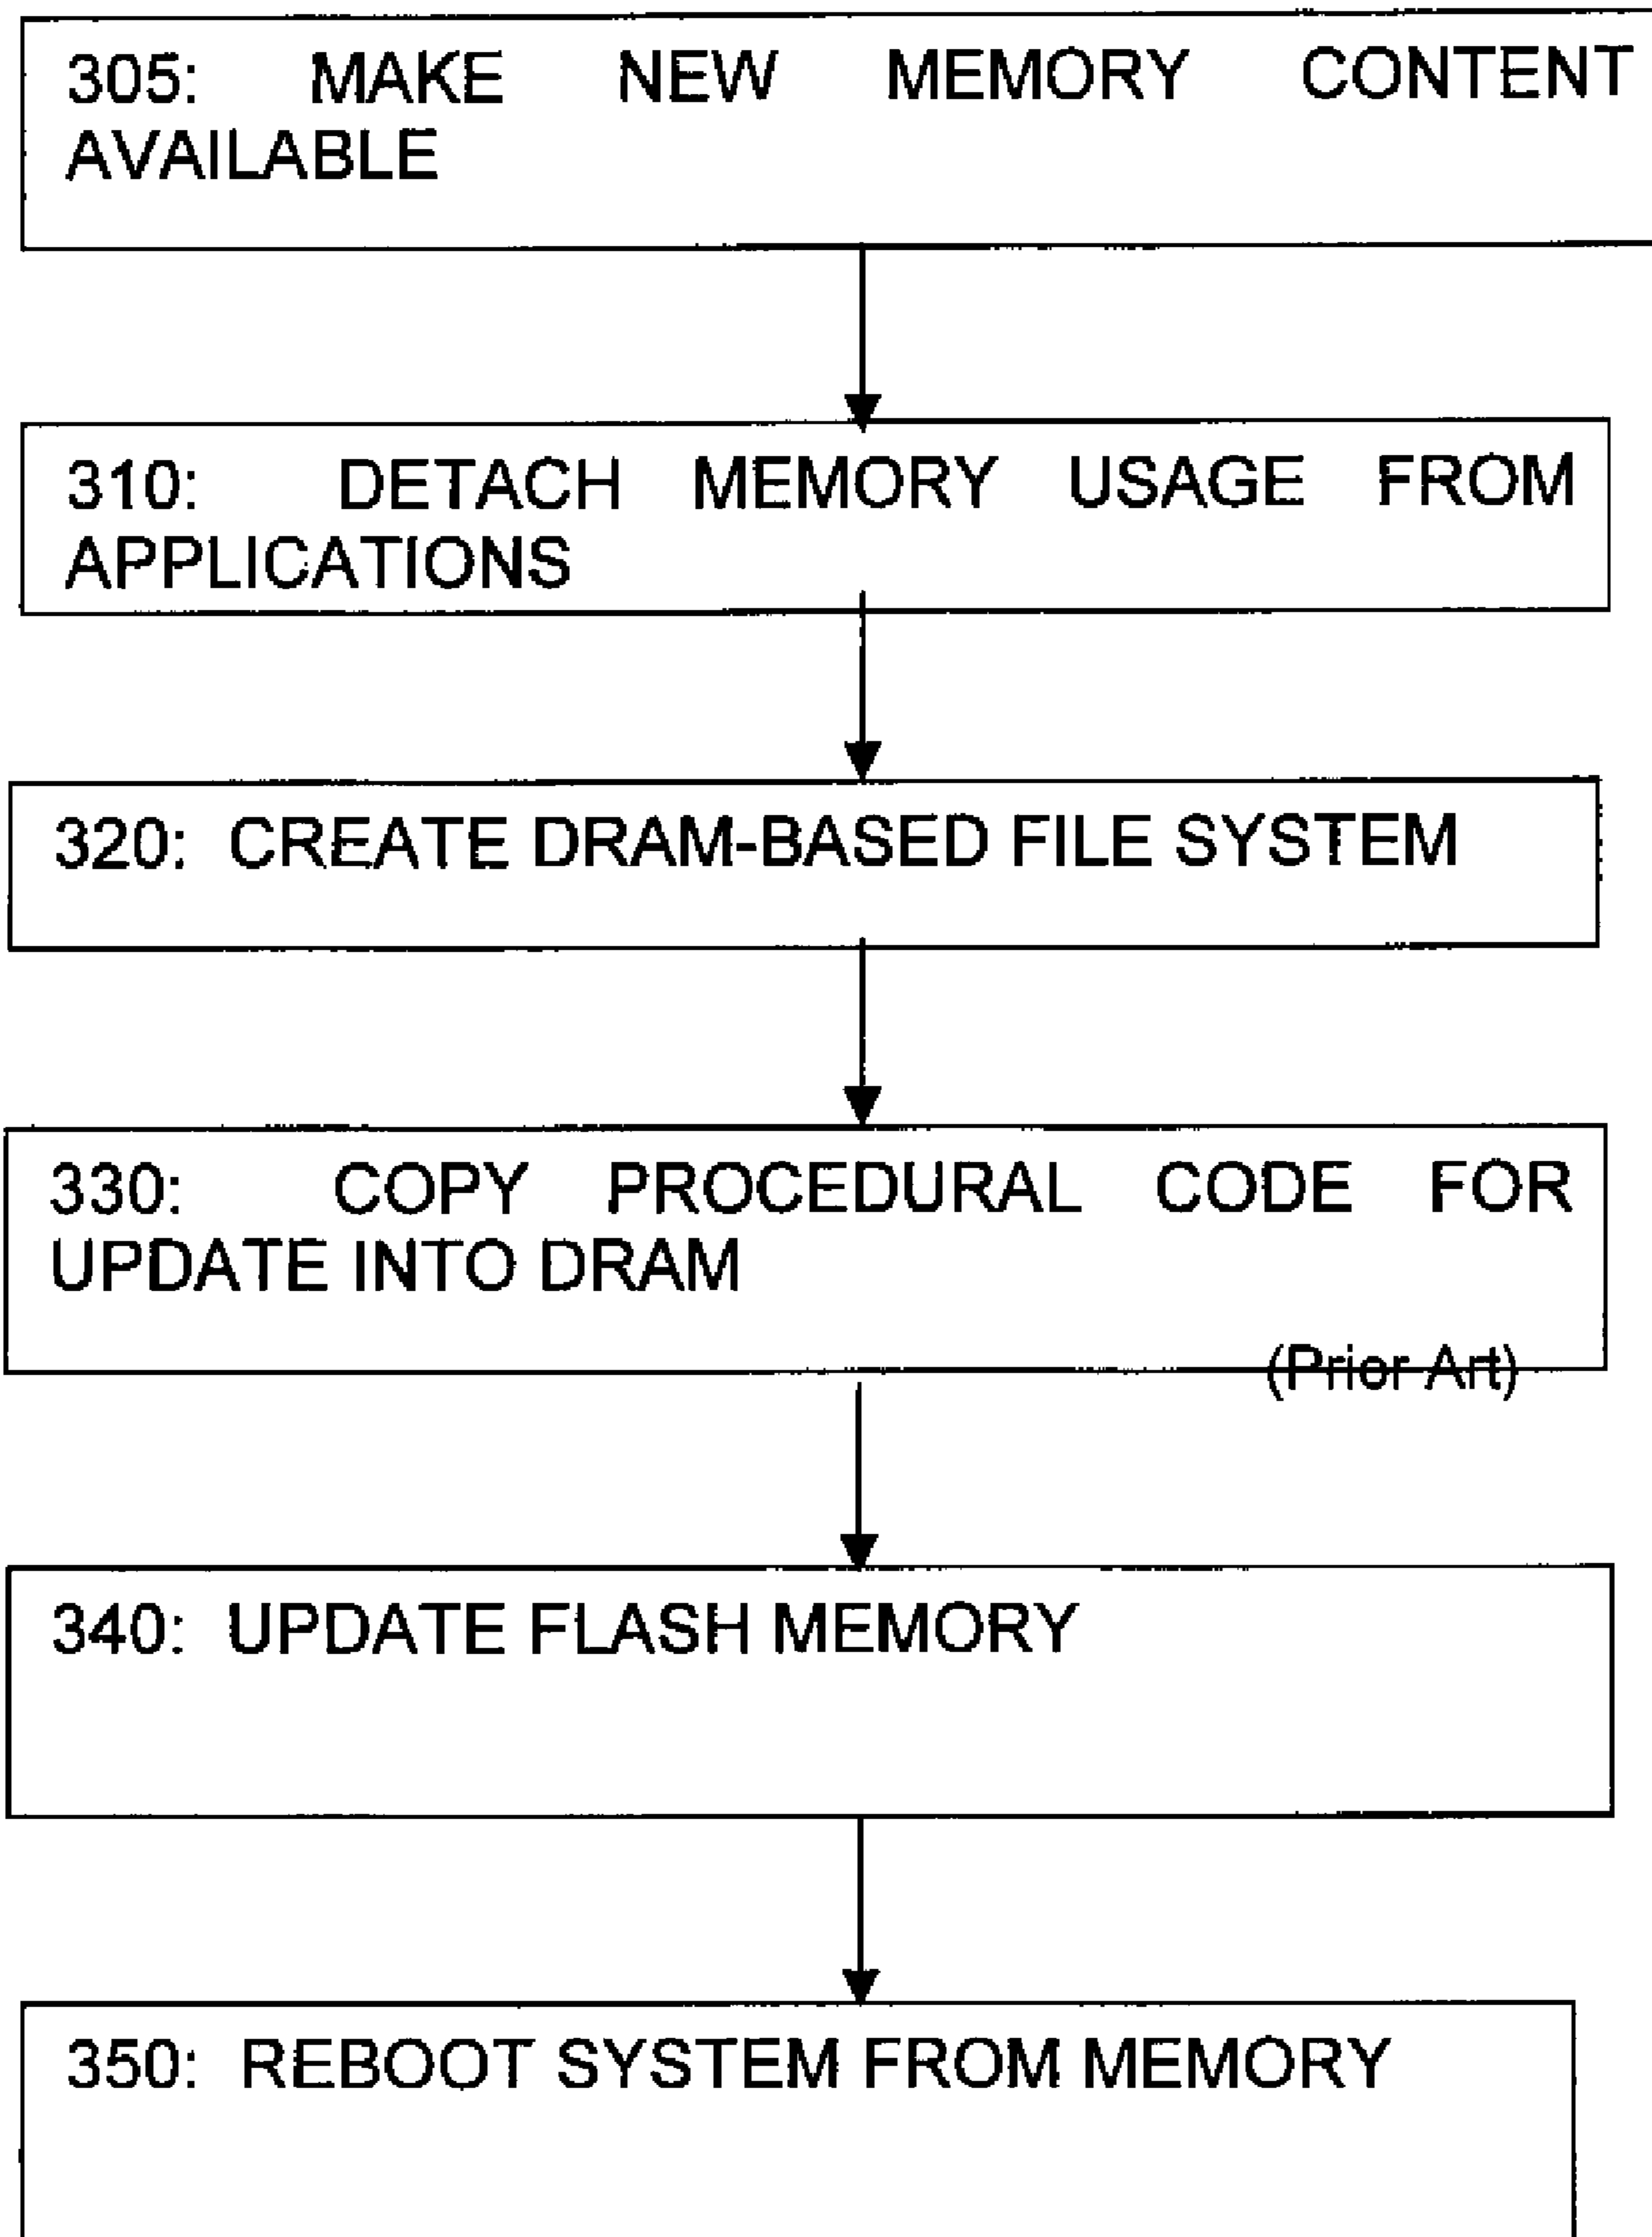 305: MAKE NEW MEMORY CONTENT
AVAILABLE
310: DETACH MEMORY USAGE FROM
APPLICATIONS
320: CREATE DRAM-BASED FILE SYSTEM
330: COPY PROCEDURAL CODE FOR
UPDATE INTO DRAM
(Prior Art)
340: UPDATE FLASH MEMORY
350: REBOOT SYSTEM FROM MEMORY